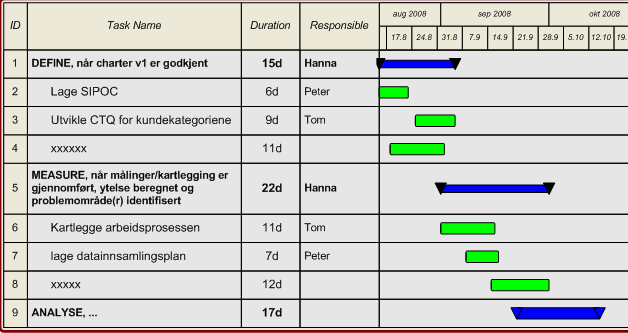 ID Task Name Duration Responsible aug 2008 sep 2008 okt 2008
17.8 24.8 31.8 7.9 14.9 21.9 28.9 5.10 12.10 19.
1 DEFINE, når charter v1 er godkjent 15d Hanna
2 Lage SIPOC 6d Peter
3 Utvikle CTQ for kundekategoriene 9d Tom
4 xxxxxx 11d
5 MEASURE, når målinger/kartlegging er
gjennomført, ytelse beregnet og 22d Hanna
problemområde(r) identifisert
6 Kartlegge arbeidsprosessen 11d Tom
7 lage datainnsamlingsplan 7d Peter
8 xxxxx 12d
9 ANALYSE, ... 17d